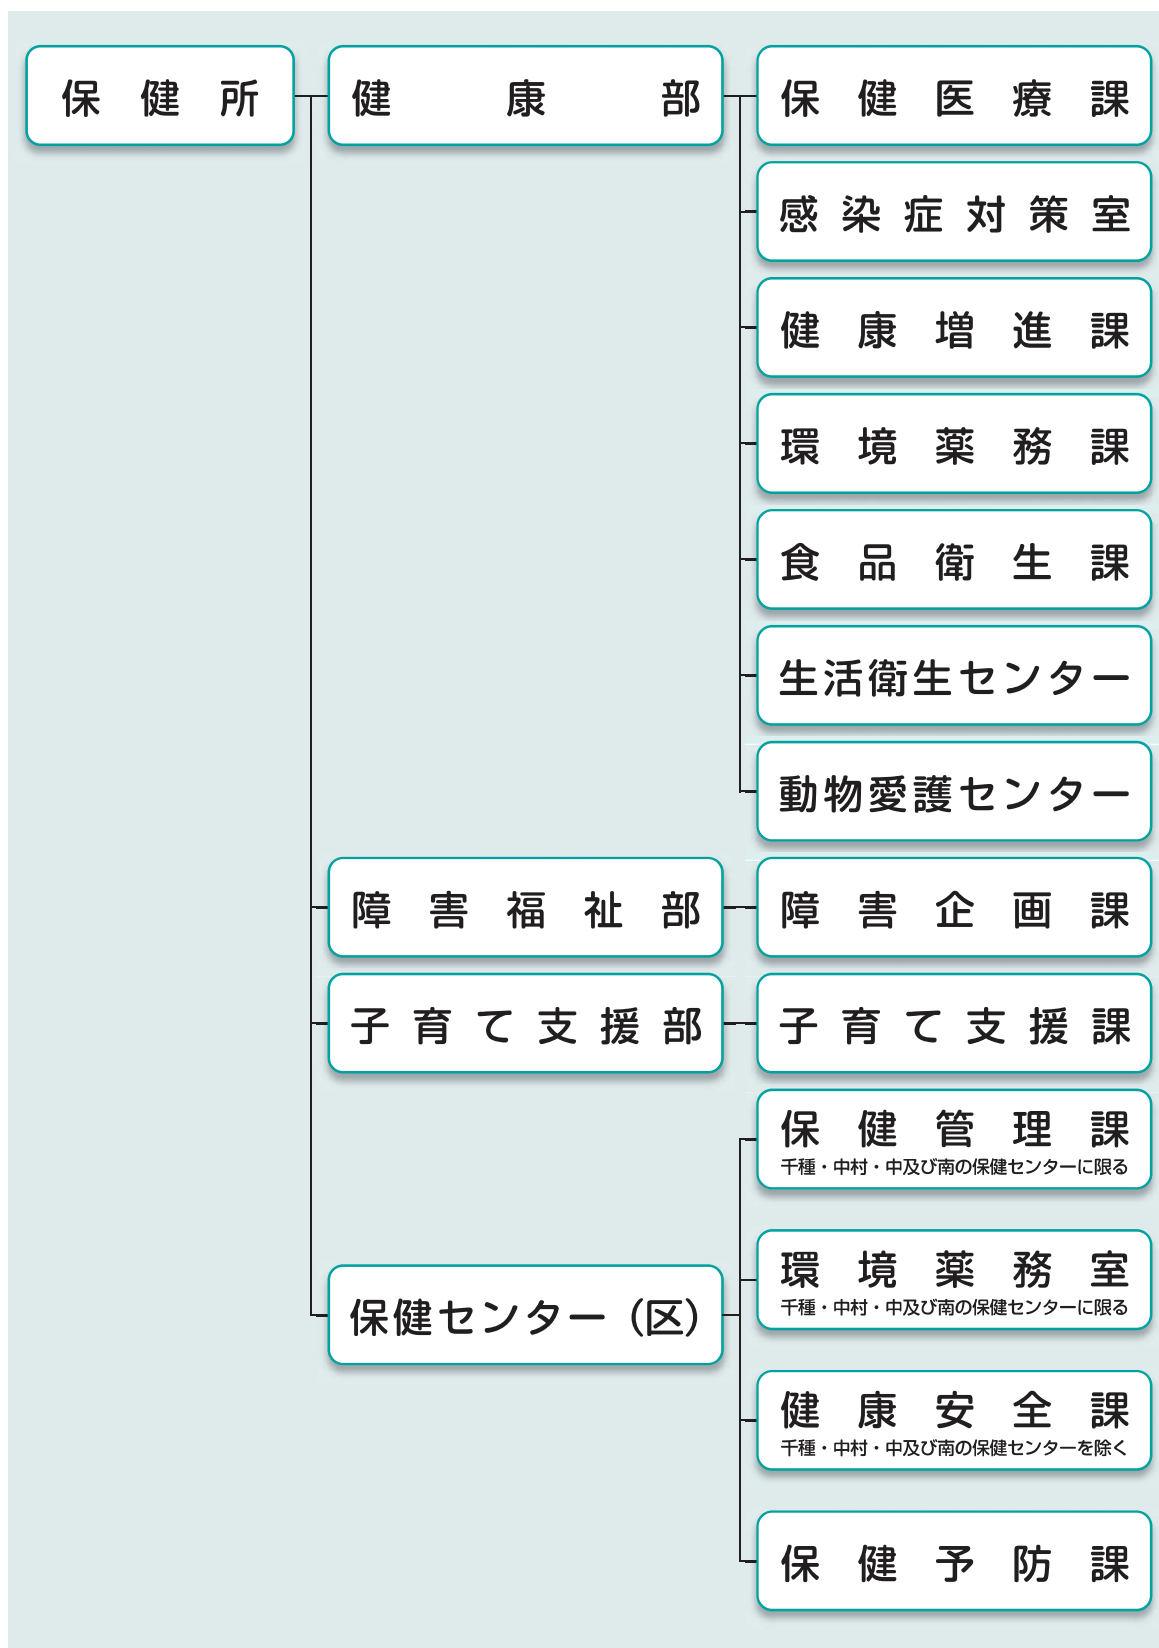 保健所
健康部
保健医療課
感染症対策室
健康増進課
環境薬務課
食品衛生課
生活衛生センター
動物愛護センター
障害福祉部
障害企画課
子育て支援部
子育て支援課
保健センター(区)
保健管理課
千種・中村・中及び南の保健センターに限る
環境薬務室
千種・中村・中及び南の保健センターに限る
健康安全課
千種・中村・中及び南の保健センターを除く
保健予防課